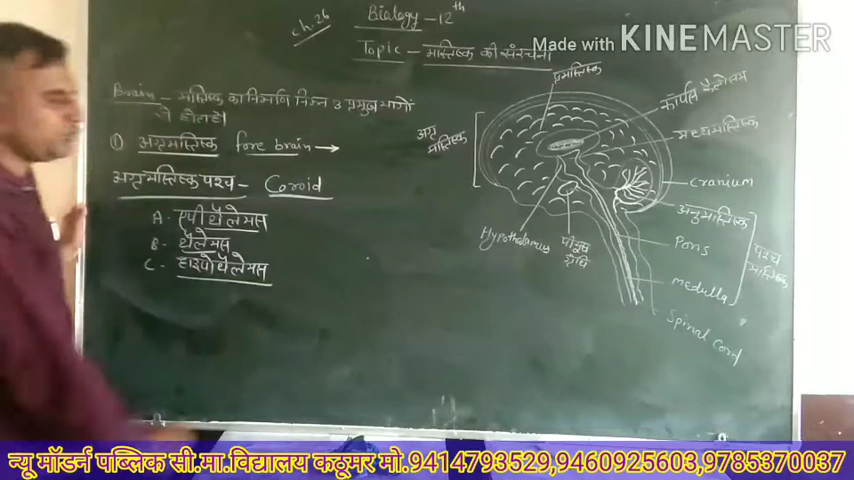 ch. 26
Biology - 12th
Topic - मस्तिष्क की संरचना
Made with KINEMASTER
Brain - मस्तिष्क का निर्माण निम्न 3 प्रमुख भागों
से होता है।
① अग्रमस्तिष्क fore brain →
अग्रमस्तिष्क पश्च - Coroid
A - एपीथैलेमस
B - थैलेमस
C - हाइपोथैलेमस
प्रमस्तिष्क
अग्र
मस्तिष्क
कॉर्पस कैलोसम
मध्यमस्तिष्क
Cranium
अनुमस्तिष्क
Pons
पश्च
मस्तिष्क
medulla
Spinal Cord
Hypothalamus
पीयूष
ग्रंथि
न्यू मॉडर्न पब्लिक सी.मा.विद्यालय कठूमर मो.9414793529,9460925603,9785370037